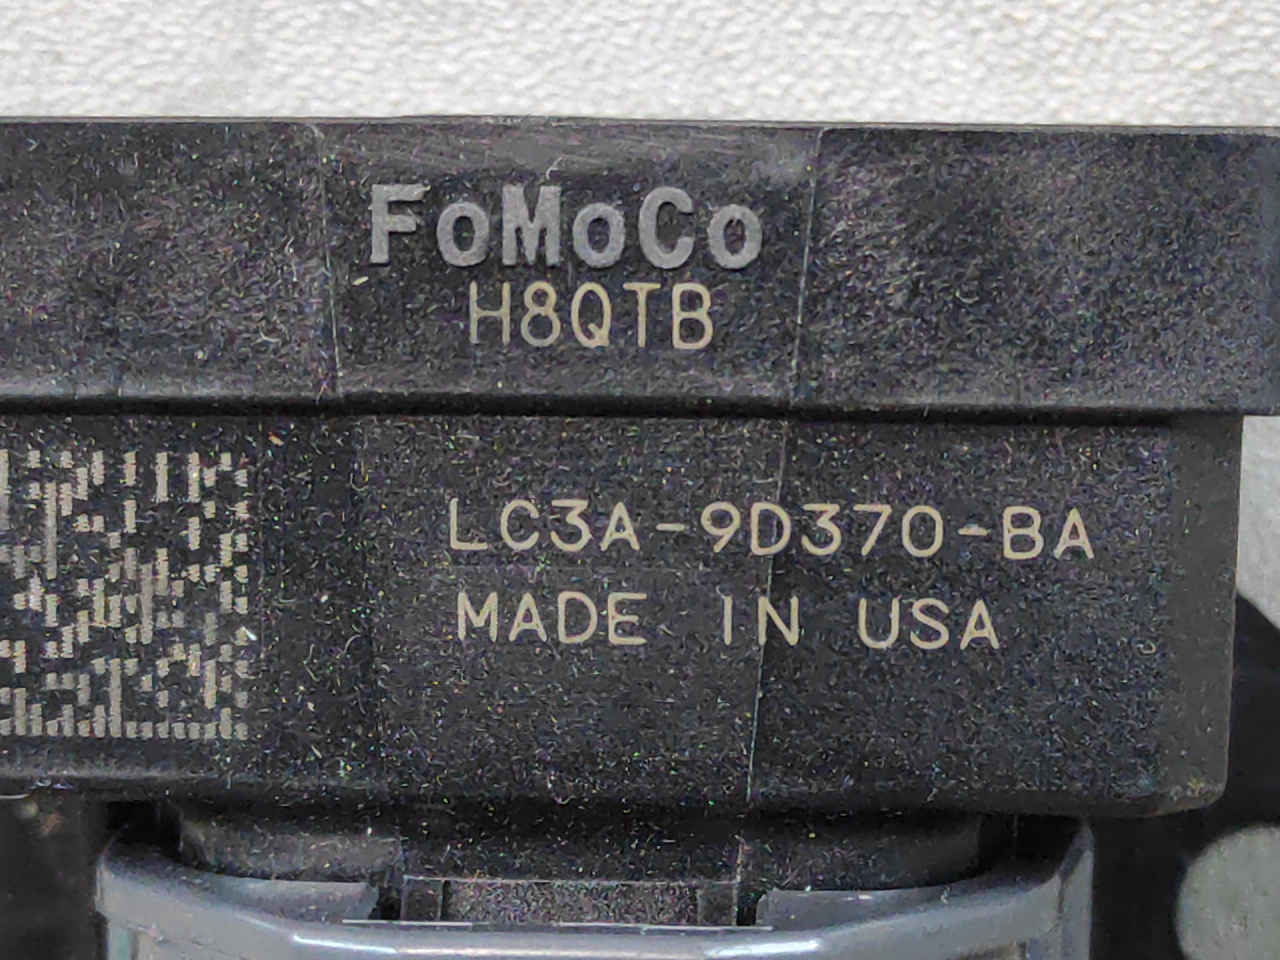 FoMoCo
H8QTB
LC3A-9D370-BA
MADE IN USA